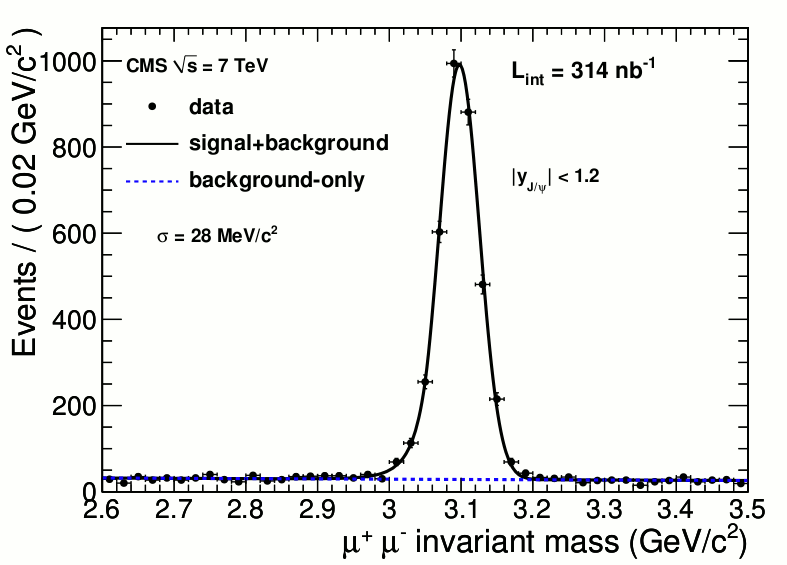 CMS √s = 7 TeV
L_int = 314 nb⁻¹
data
signal+background
background-only
|y_J/ψ| < 1.2
σ = 28 MeV/c²
Events / ( 0.02 GeV/c² )
1000
800
600
400
200
0
2.6 2.7 2.8 2.9 3 3.1 3.2 3.3 3.4 3.5
μ⁺ μ⁻ invariant mass (GeV/c²)